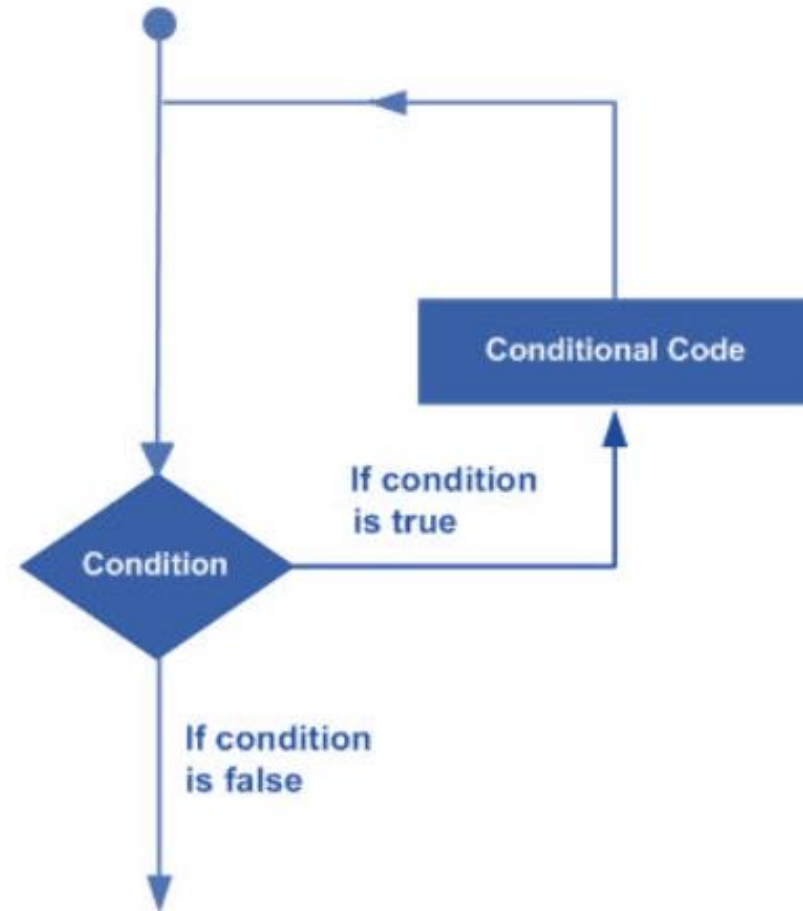 Conditional Code
If condition
is true
Condition
If condition
is false